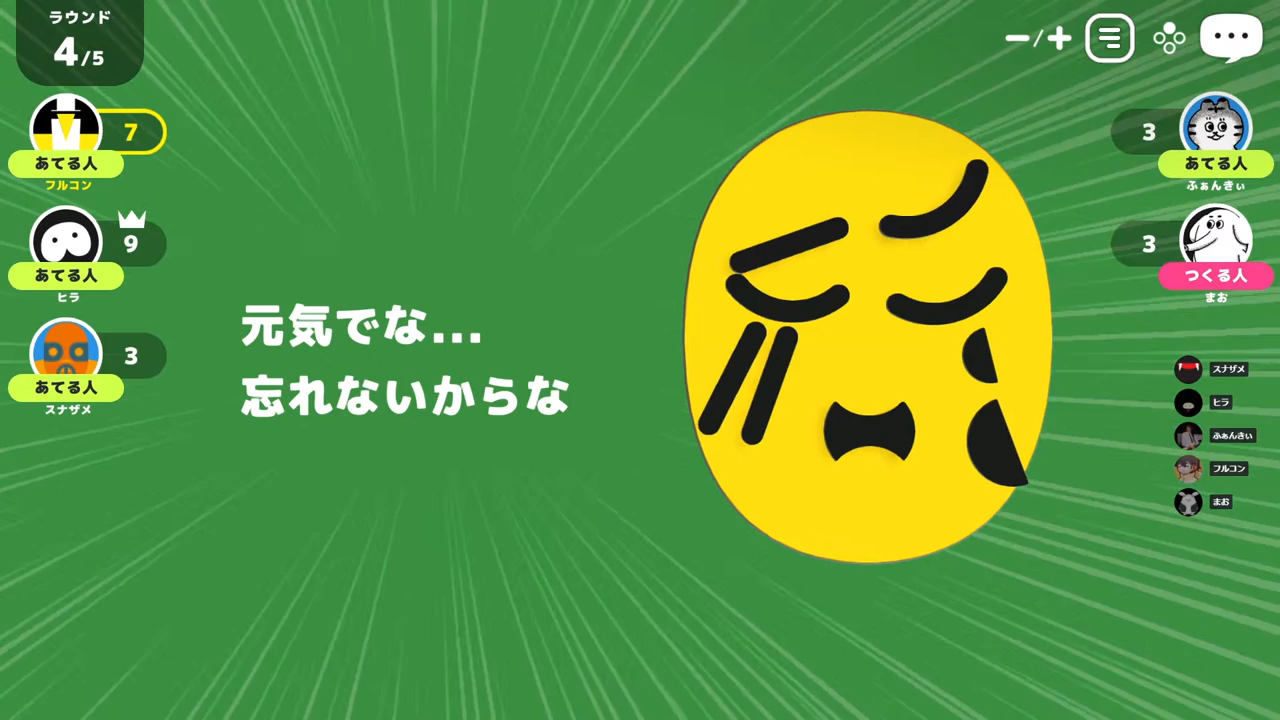 ラウンド
4/5
7
あてる人
フルコン
9
あてる人
ヒラ
3
あてる人
スナザメ
元気でな...
忘れないからな
−/+
3
あてる人
ふぁんきぃ
3
つくる人
まお
スナザメ
ヒラ
ふぁんきぃ
フルコン
まお